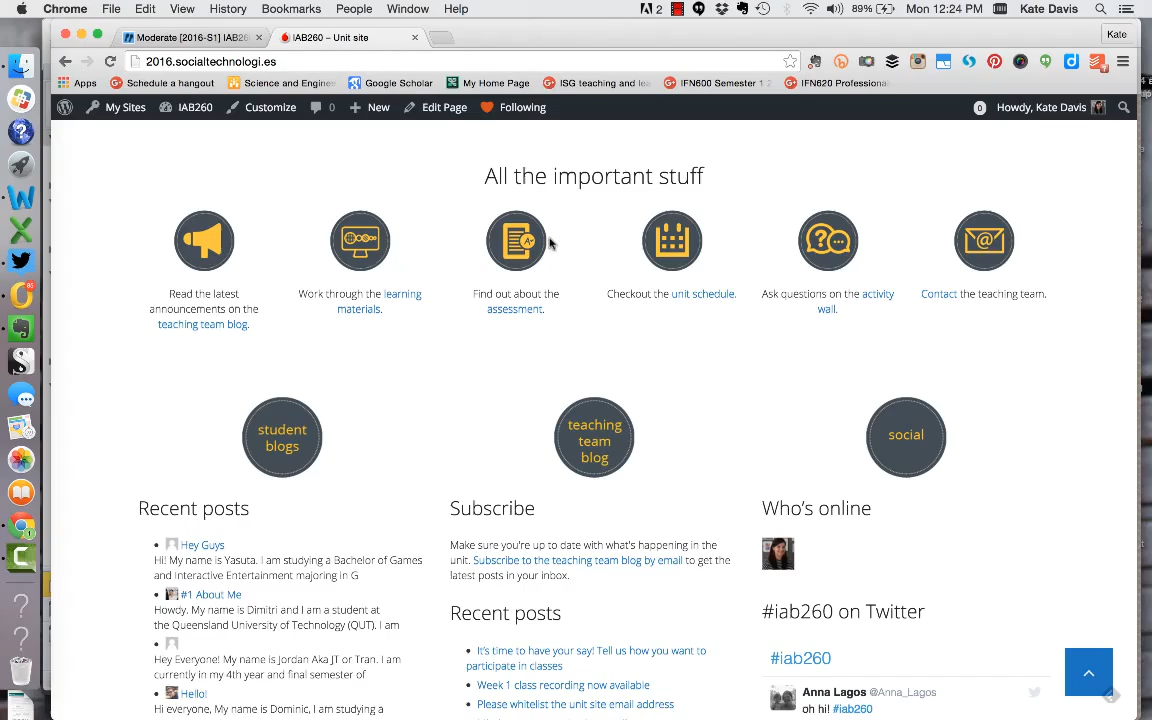 Chrome File Edit View History Bookmarks People Window Help
2 89% Mon 12:24 PM Kate Davis
Moderate [2016-S1] IAB26
IAB260 – Unit site
Kate
2016.socialtechnologi.es
Apps Schedule a hangout Science and Engine Google Scholar My Home Page ISG teaching and lea IFN600 Semester 1 2 IFN620 Professiona
My Sites IAB260 Customize 0 New Edit Page Following 0 Howdy, Kate Davis
All the important stuff
A+
@
Read the latest
announcements on the
teaching team blog.
Work through the learning
materials.
Find out about the
assessment.
Checkout the unit schedule.
Ask questions on the activity
wall.
Contact the teaching team.
student
blogs
teaching
team
blog
social
Recent posts
Hey Guys
Hi! My name is Yasuta. I am studying a Bachelor of Games
and Interactive Entertainment majoring in G
#1 About Me
Howdy. My name is Dimitri and I am a student at
the Queensland University of Technology (QUT). I am
Hey Everyone! My name is Jordan Aka JT or Tran. I am
currently in my 4th year and final semester of
Hello!
Hi everyone, My name is Dominic, I am studying a
Subscribe
Make sure you're up to date with what's happening in the
unit. Subscribe to the teaching team blog by email to get the
latest posts in your inbox.
Recent posts
It's time to have your say! Tell us how you want to
participate in classes
Week 1 class recording now available
Please whitelist the unit site email address
Who's online
#iab260 on Twitter
#iab260
Anna Lagos @Anna_Lagos
oh hi! #iab260